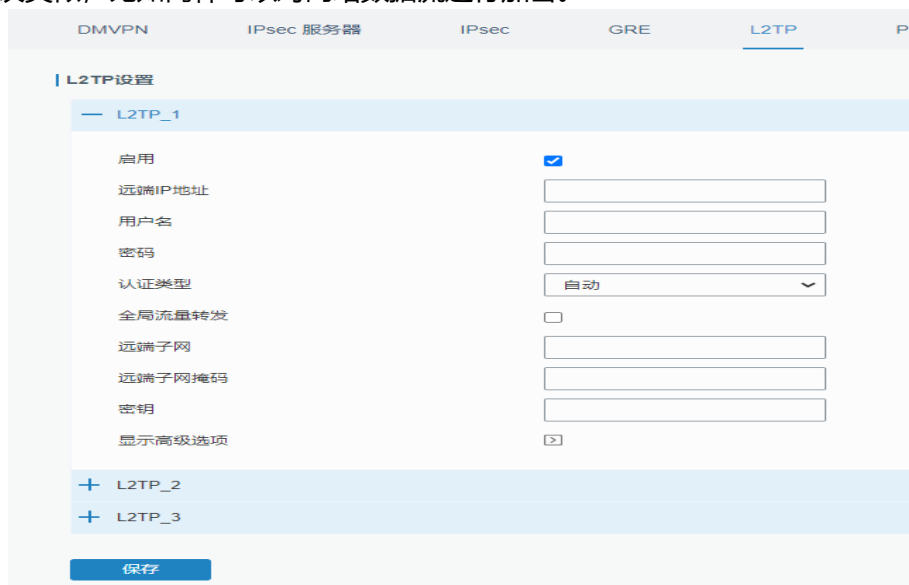 DMVPN IPsec 服务器 IPsec GRE L2TP P
L2TP设置
L2TP_1
启用
远端IP地址
用户名
密码
认证类型 自动
全局流量转发
远端子网
远端子网掩码
密钥
显示高级选项
L2TP_2
L2TP_3
保存